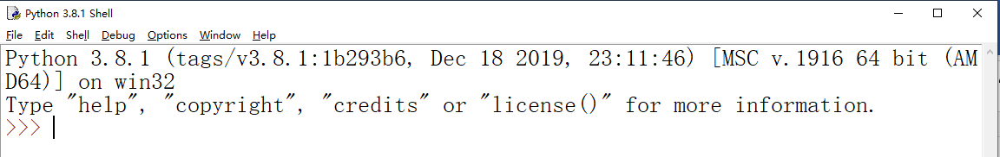 Python 3.8.1 Shell
File Edit Shell Debug Options Window Help
Python 3.8.1 (tags/v3.8.1:1b293b6, Dec 18 2019, 23:11:46) [MSC v.1916 64 bit (AM
D64)] on win32
Type "help", "copyright", "credits" or "license()" for more information.
>>>